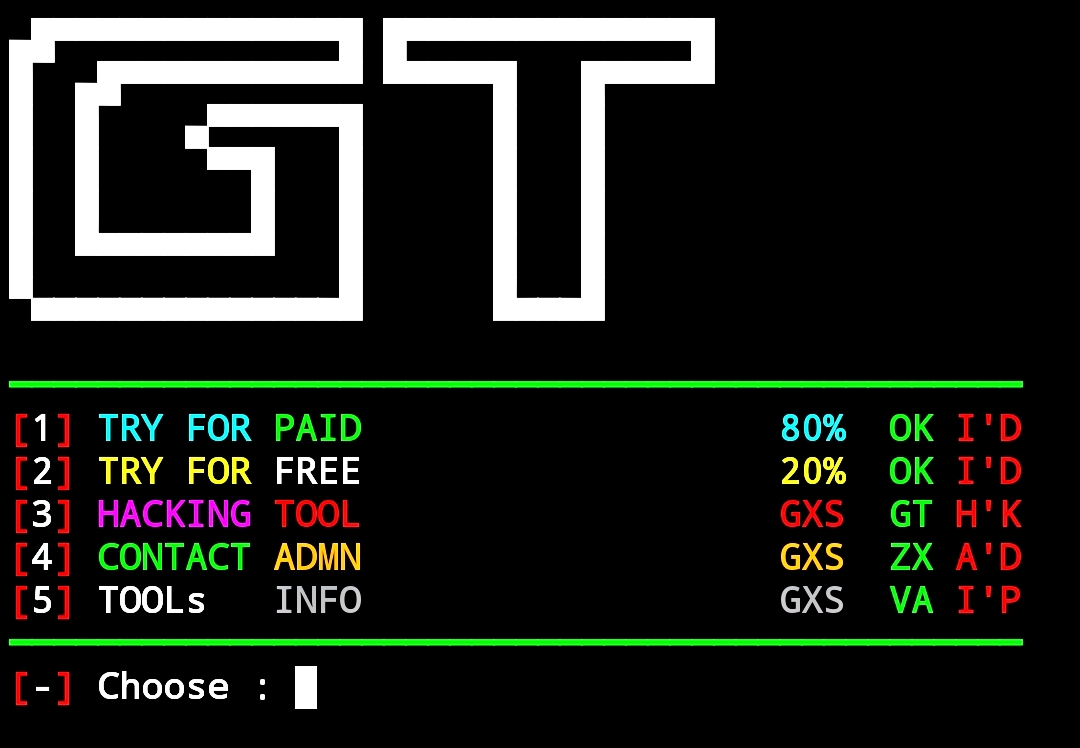 GT
[1] TRY FOR PAID 80% OK I'D
[2] TRY FOR FREE 20% OK I'D
[3] HACKING TOOL GXS GT H'K
[4] CONTACT ADMN GXS ZX A'D
[5] TOOLs INFO GXS VA I'P
[-] Choose :